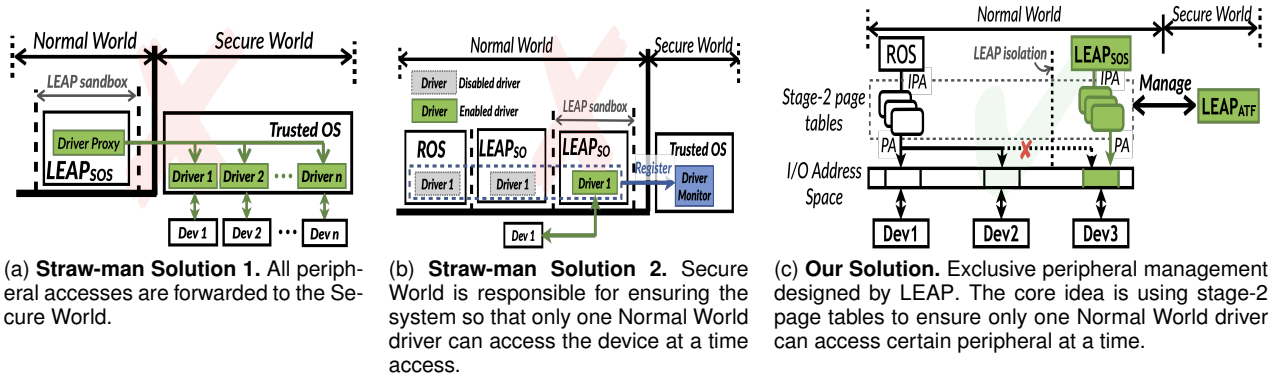 Normal World
Secure World
LEAP sandbox
Driver Proxy
LEAPSOS
Trusted OS
Driver 1
Driver 2
...
Driver n
Dev 1
Dev 2
...
Dev n
(a) Straw-man Solution 1. All periph-
eral accesses are forwarded to the Se-
cure World.
Normal World
Secure World
Driver
Disabled driver
Driver
Enabled driver
LEAP sandbox
ROS
LEAPSO
LEAPSO
Trusted OS
Driver 1
Driver 1
Driver 1
Register
Driver
Monitor
Dev 1
(b) Straw-man Solution 2. Secure
World is responsible for ensuring the
system so that only one Normal World
driver can access the device at a time
access.
Normal World
Secure World
ROS
LEAP isolation
LEAPSOS
IPA
IPA
Stage-2 page
tables
Manage
LEAPATF
PA
PA
I/O Address
Space
Dev1
Dev2
Dev3
(c) Our Solution. Exclusive peripheral management
designed by LEAP. The core idea is using stage-2
page tables to ensure only one Normal World driver
can access certain peripheral at a time.